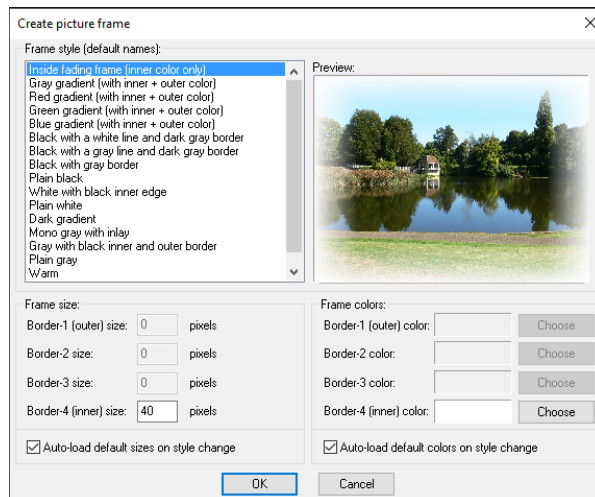 Create picture frame
Frame style (default names):
Inside fading frame (inner color only)
Gray gradient (with inner + outer color)
Red gradient (with inner + outer color)
Green gradient (with inner + outer color)
Blue gradient (with inner + outer color)
Black with a white line and dark gray border
Black with a gray line and dark gray border
Black with gray border
Plain black
White with black inner edge
Plain white
Dark gradient
Mono gray with inlay
Gray with black inner and outer border
Plain gray
Warm
Preview:
Frame size:
Border-1 (outer) size: 0 pixels
Border-2 size: 0 pixels
Border-3 size: 0 pixels
Border-4 (inner) size: 40 pixels
Auto-load default sizes on style change
Frame colors:
Border-1 (outer) color: Choose
Border-2 color: Choose
Border-3 color: Choose
Border-4 (inner) color: Choose
Auto-load default colors on style change
OK Cancel